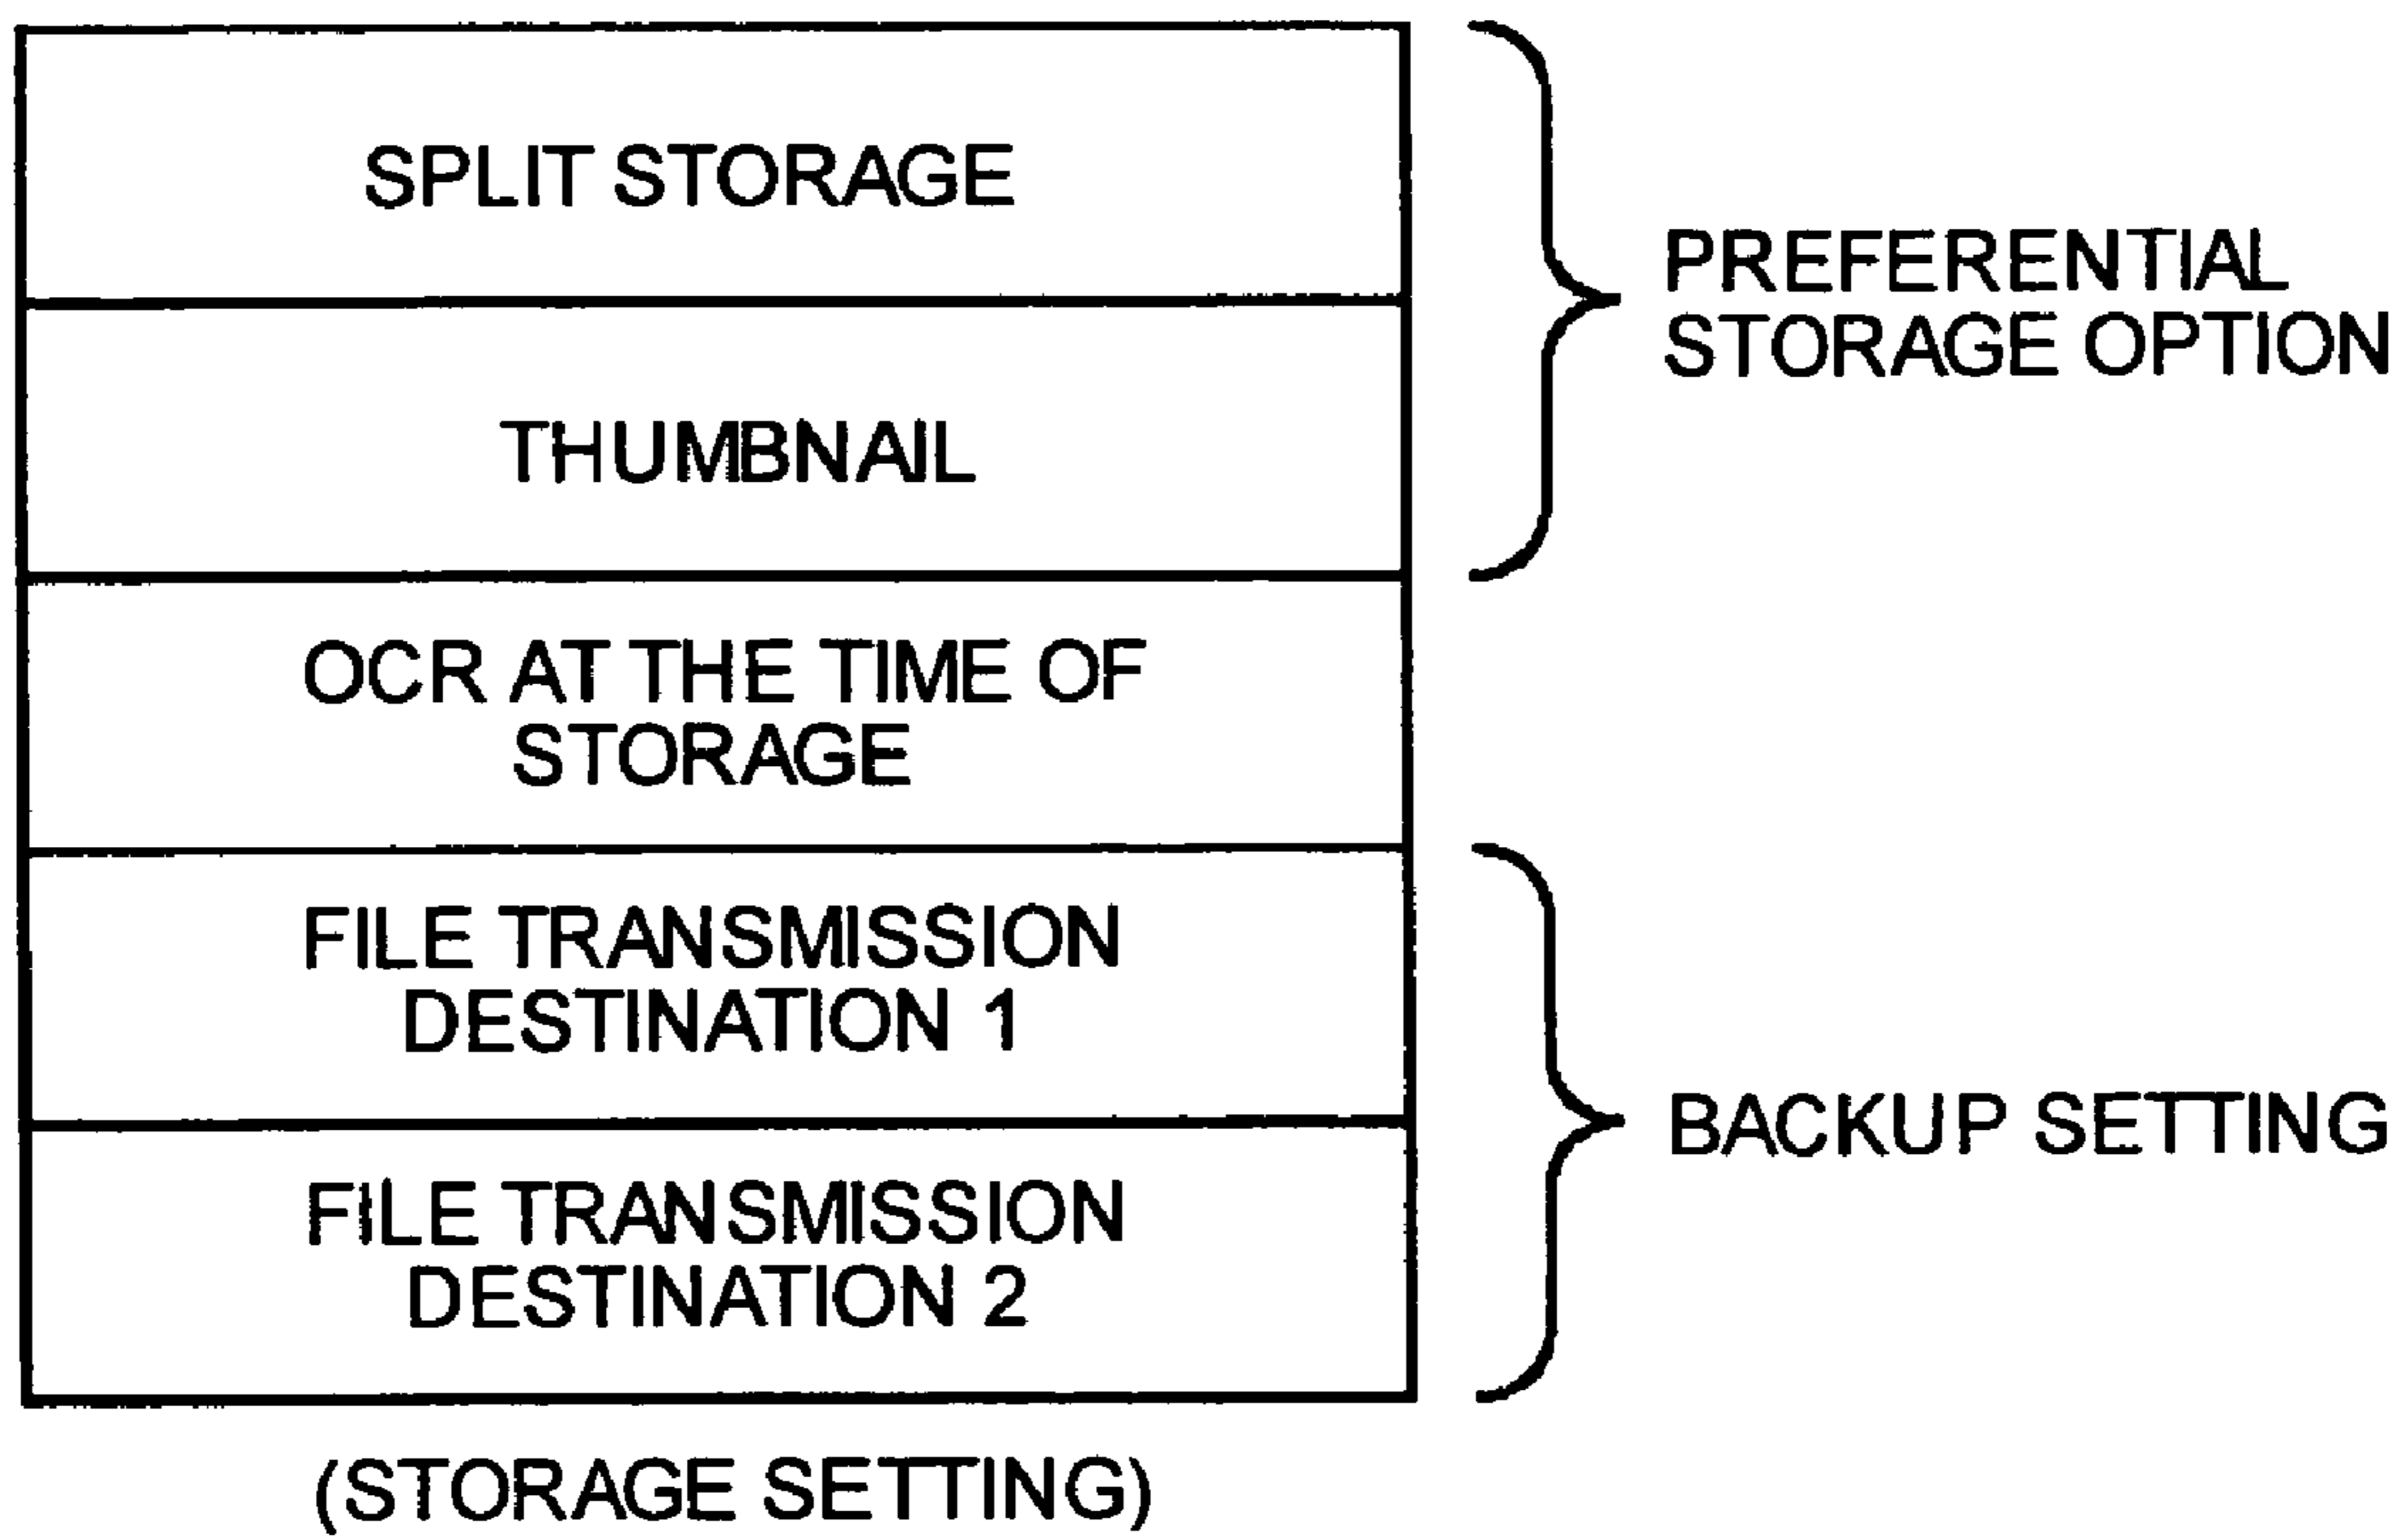 SPLIT STORAGE
THUMBNAIL
PREFERENTIAL
STORAGE OPTION
OCR AT THE TIME OF
STORAGE
FILE TRANSMISSION
DESTINATION 1
FILE TRANSMISSION
DESTINATION 2
BACKUP SETTING
(STORAGE SETTING)